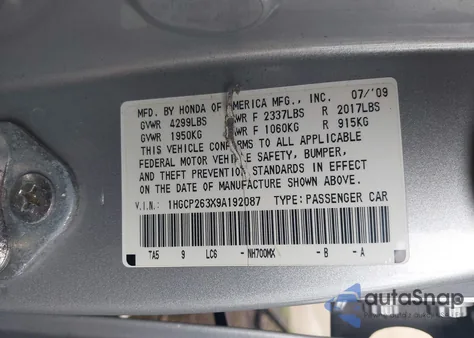 MFD. BY HONDA OF AMERICA MFG., INC. 07/'09
GVWR 4299LBS WR F 2337LBS R 2017LBS
GVWR 1950KG WR F 1060KG R 915KG
THIS VEHICLE CONFORMS TO ALL APPLICABLE
FEDERAL MOTOR VEHICLE SAFETY, BUMPER,
AND THEFT PREVENTION STANDARDS IN EFFECT
ON THE DATE OF MANUFACTURE SHOWN ABOVE.
V.I.N.: 1HGCP263X9A192087 TYPE: PASSENGER CAR
TA5 9 LC6 -NH700MX -B -A
autoSnap